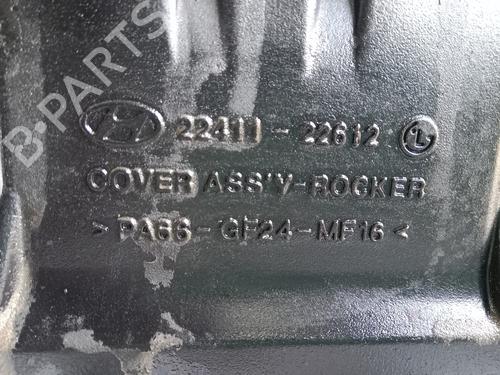 B-PARTS
22411-22612 L
COVER ASS'Y-ROCKER
>PA66-GF24-MF16<